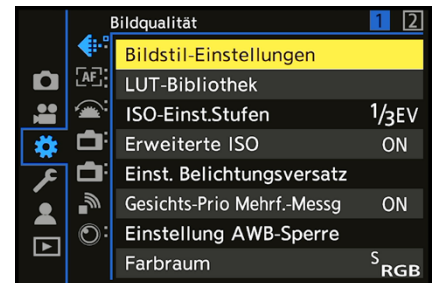 Bildqualität 1 2
Bildstil-Einstellungen
AF
LUT-Bibliothek
ISO-Einst.Stufen 1/3EV
Erweiterte ISO ON
Einst. Belichtungsversatz
Gesichts-Prio Mehrf.-Messg ON
Einstellung AWB-Sperre
Farbraum sRGB